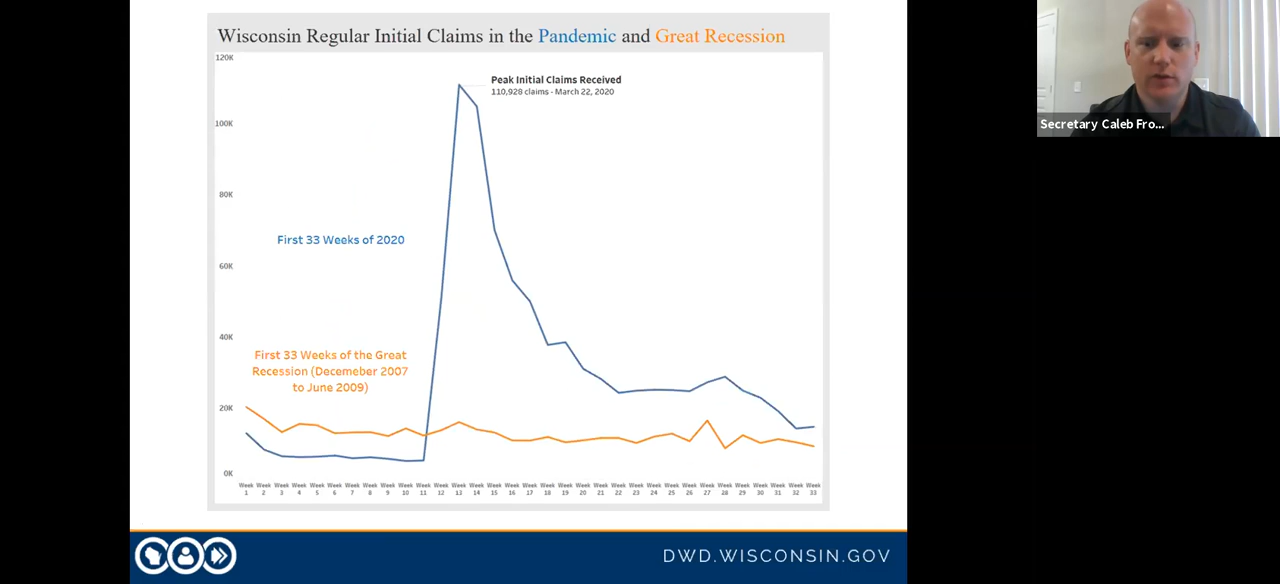 Wisconsin Regular Initial Claims in the Pandemic and Great Recession
120K
Peak Initial Claims Received
110,928 claims - March 22, 2020
100K
80K
First 33 Weeks of 2020
60K
40K
First 33 Weeks of the Great
Recession (Decemeber 2007
to June 2009)
20K
0K
Week Week Week Week Week Week Week Week Week Week Week Week Week Week Week Week Week Week Week Week Week Week Week Week Week Week Week Week Week Week Week Week Week
1 2 3 4 5 6 7 8 9 10 11 12 13 14 15 16 17 18 19 20 21 22 23 24 25 26 27 28 29 30 31 32 33
DWD.WISCONSIN.GOV
Secretary Caleb Fro...